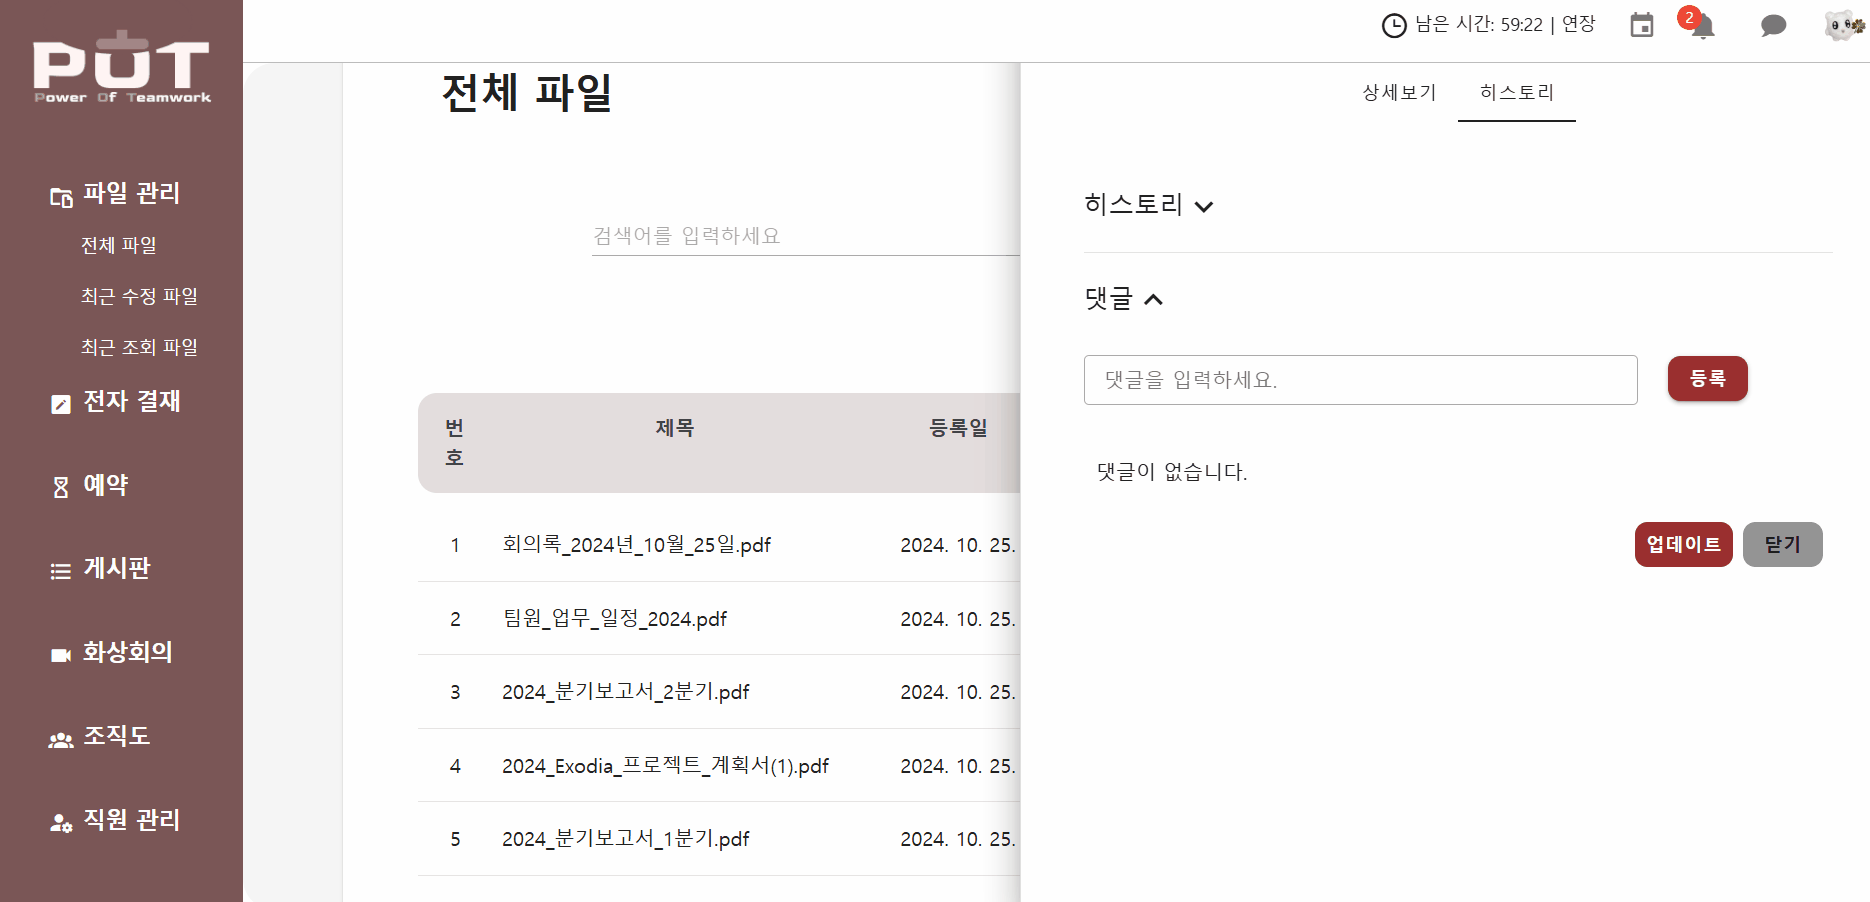 PUT
Power Of Teamwork
파일 관리
전체 파일
최근 수정 파일
최근 조회 파일
전자 결재
예약
게시판
화상회의
조직도
직원 관리
남은 시간: 59:22 | 연장
2
전체 파일
검색어를 입력하세요
번호 제목 등록일
1 회의록_2024년_10월_25일.pdf 2024. 10. 25.
2 팀원_업무_일정_2024.pdf 2024. 10. 25.
3 2024_분기보고서_2분기.pdf 2024. 10. 25.
4 2024_Exodia_프로젝트_계획서(1).pdf 2024. 10. 25.
5 2024_분기보고서_1분기.pdf 2024. 10. 25.
상세보기 히스토리
히스토리
댓글
댓글을 입력하세요. 등록
댓글이 없습니다.
업데이트 닫기